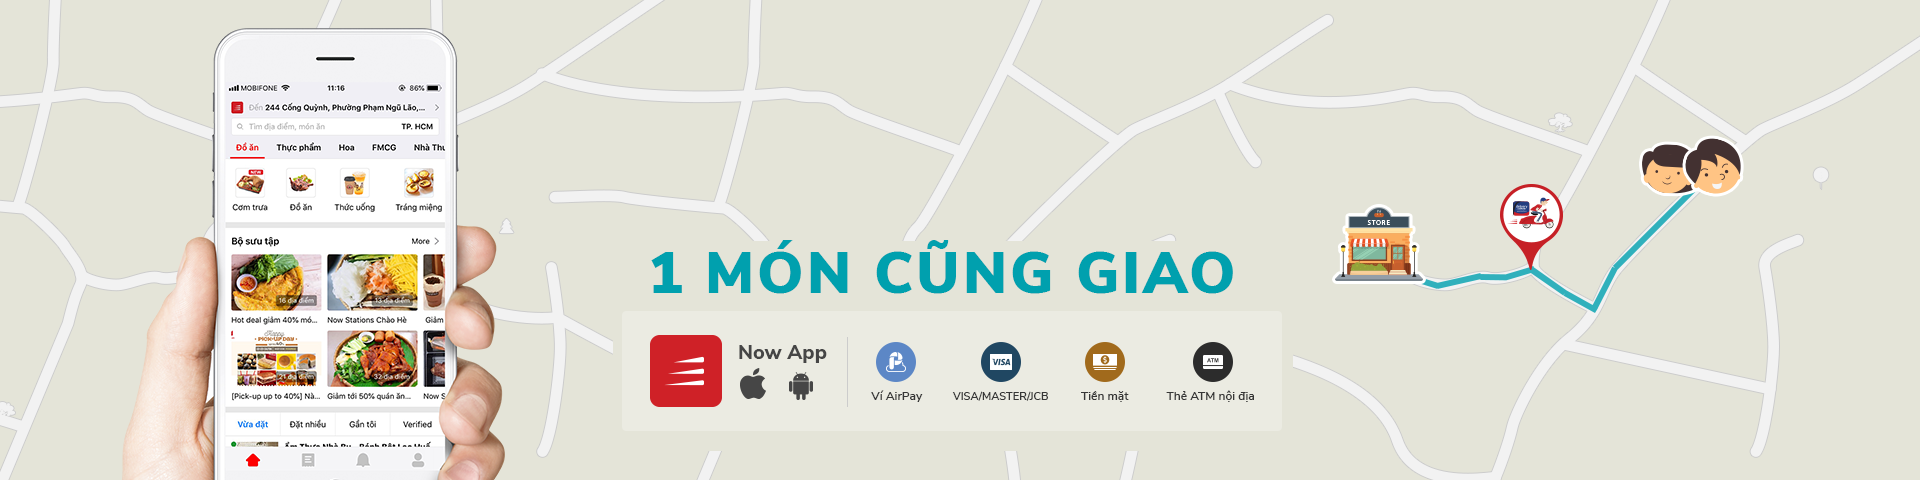 MOBIFONE 11:16 86%
Đến 244 Cống Quỳnh, Phường Phạm Ngũ Lão,...
Tìm địa điểm, món ăn TP. HCM
Đồ ăn Thực phẩm Hoa FMCG Nhà Thu
NEW
Cơm trưa Đồ ăn Thức uống Tráng miệng
Bộ sưu tập More
16 địa điểm 13 địa điểm
Hot deal giảm 40% mó... Now Stations Chào Hè Giảm
Happy
PICK-UP DAY
21 địa điểm 32 địa điểm
[Pick-up up to 40%] Nà... Giảm tới 50% quán ăn... Now S
Vừa đặt Đặt nhiều Gần tôi Verified
1 MÓN CŨNG GIAO
Now App
VISA
$
ATM
Ví AirPay VISA/MASTER/JCB Tiền mặt Thẻ ATM nội địa
STORE